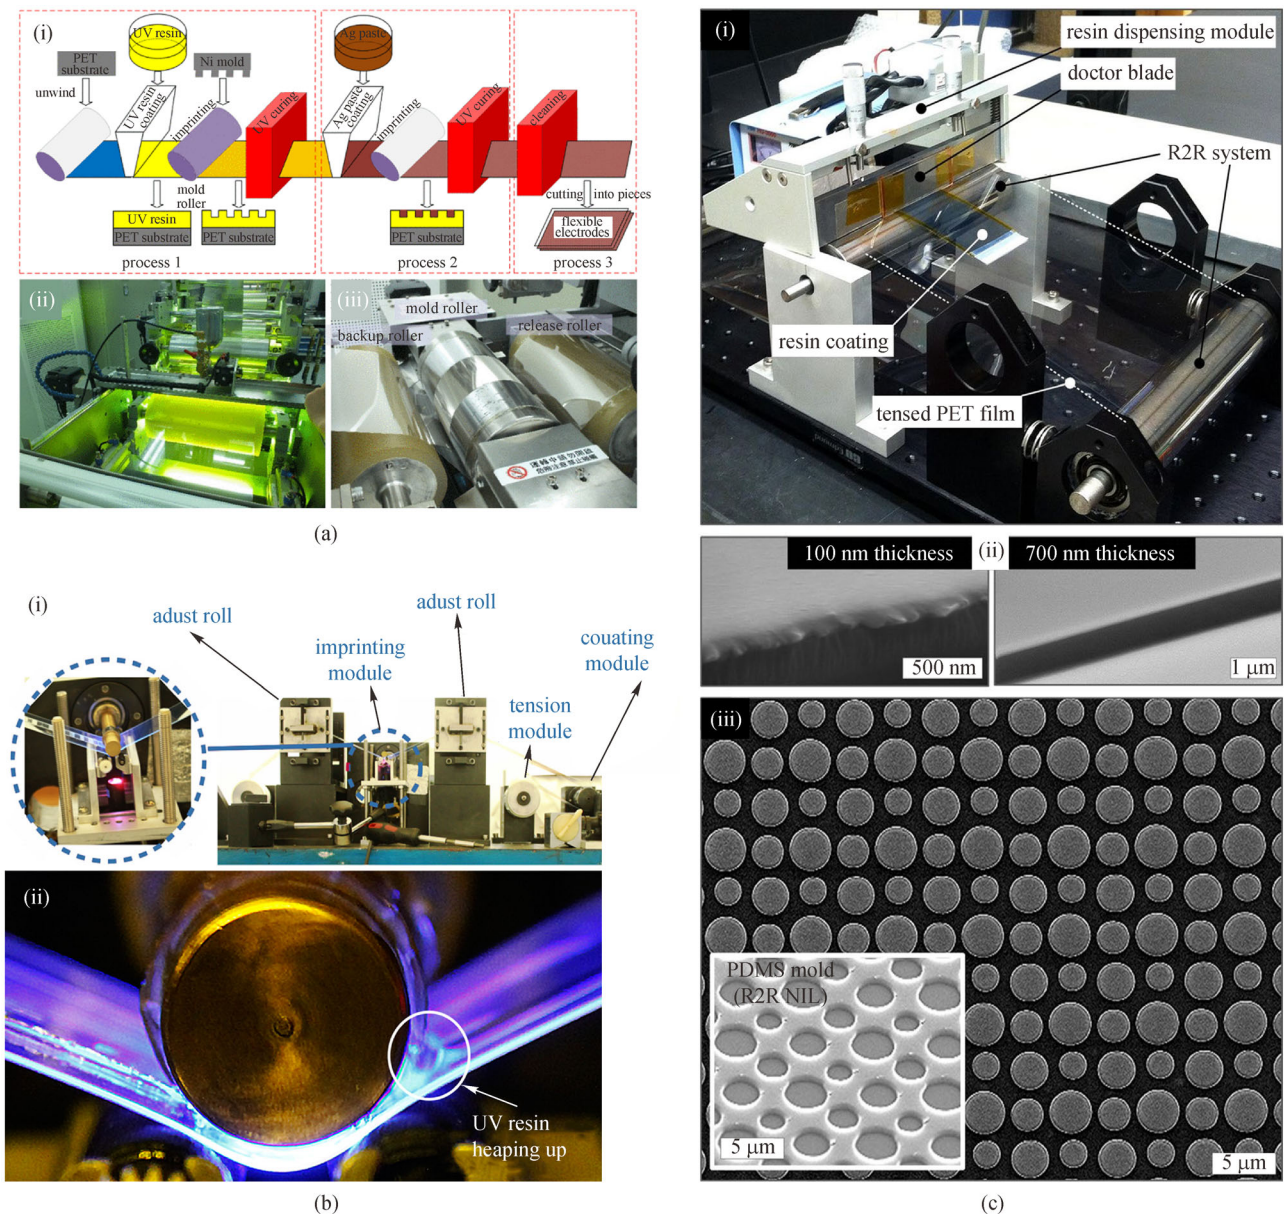 (i)
UV resin
Ag paste
PET
substrate
Ni mold
unwind
UV resin
coating
imprinting
UV curing
Ag paste
coating
imprinting
UV curing
cleaning
mold
roller
cutting into pieces
UV resin
PET substrate
PET substrate
PET substrate
flexible
electrodes
process 1
process 2
process 3
(ii)
(iii)
mold roller
backup roller
release roller
(a)
(i)
adust roll
adust roll
imprinting
module
couating
module
tension
module
(ii)
UV resin
heaping up
(b)
(i)
resin dispensing module
doctor blade
R2R system
resin coating
tensed PET film
100 nm thickness
(ii)
700 nm thickness
500 nm
1 μm
(iii)
PDMS mold
(R2R NIL)
5 μm
5 μm
(c)